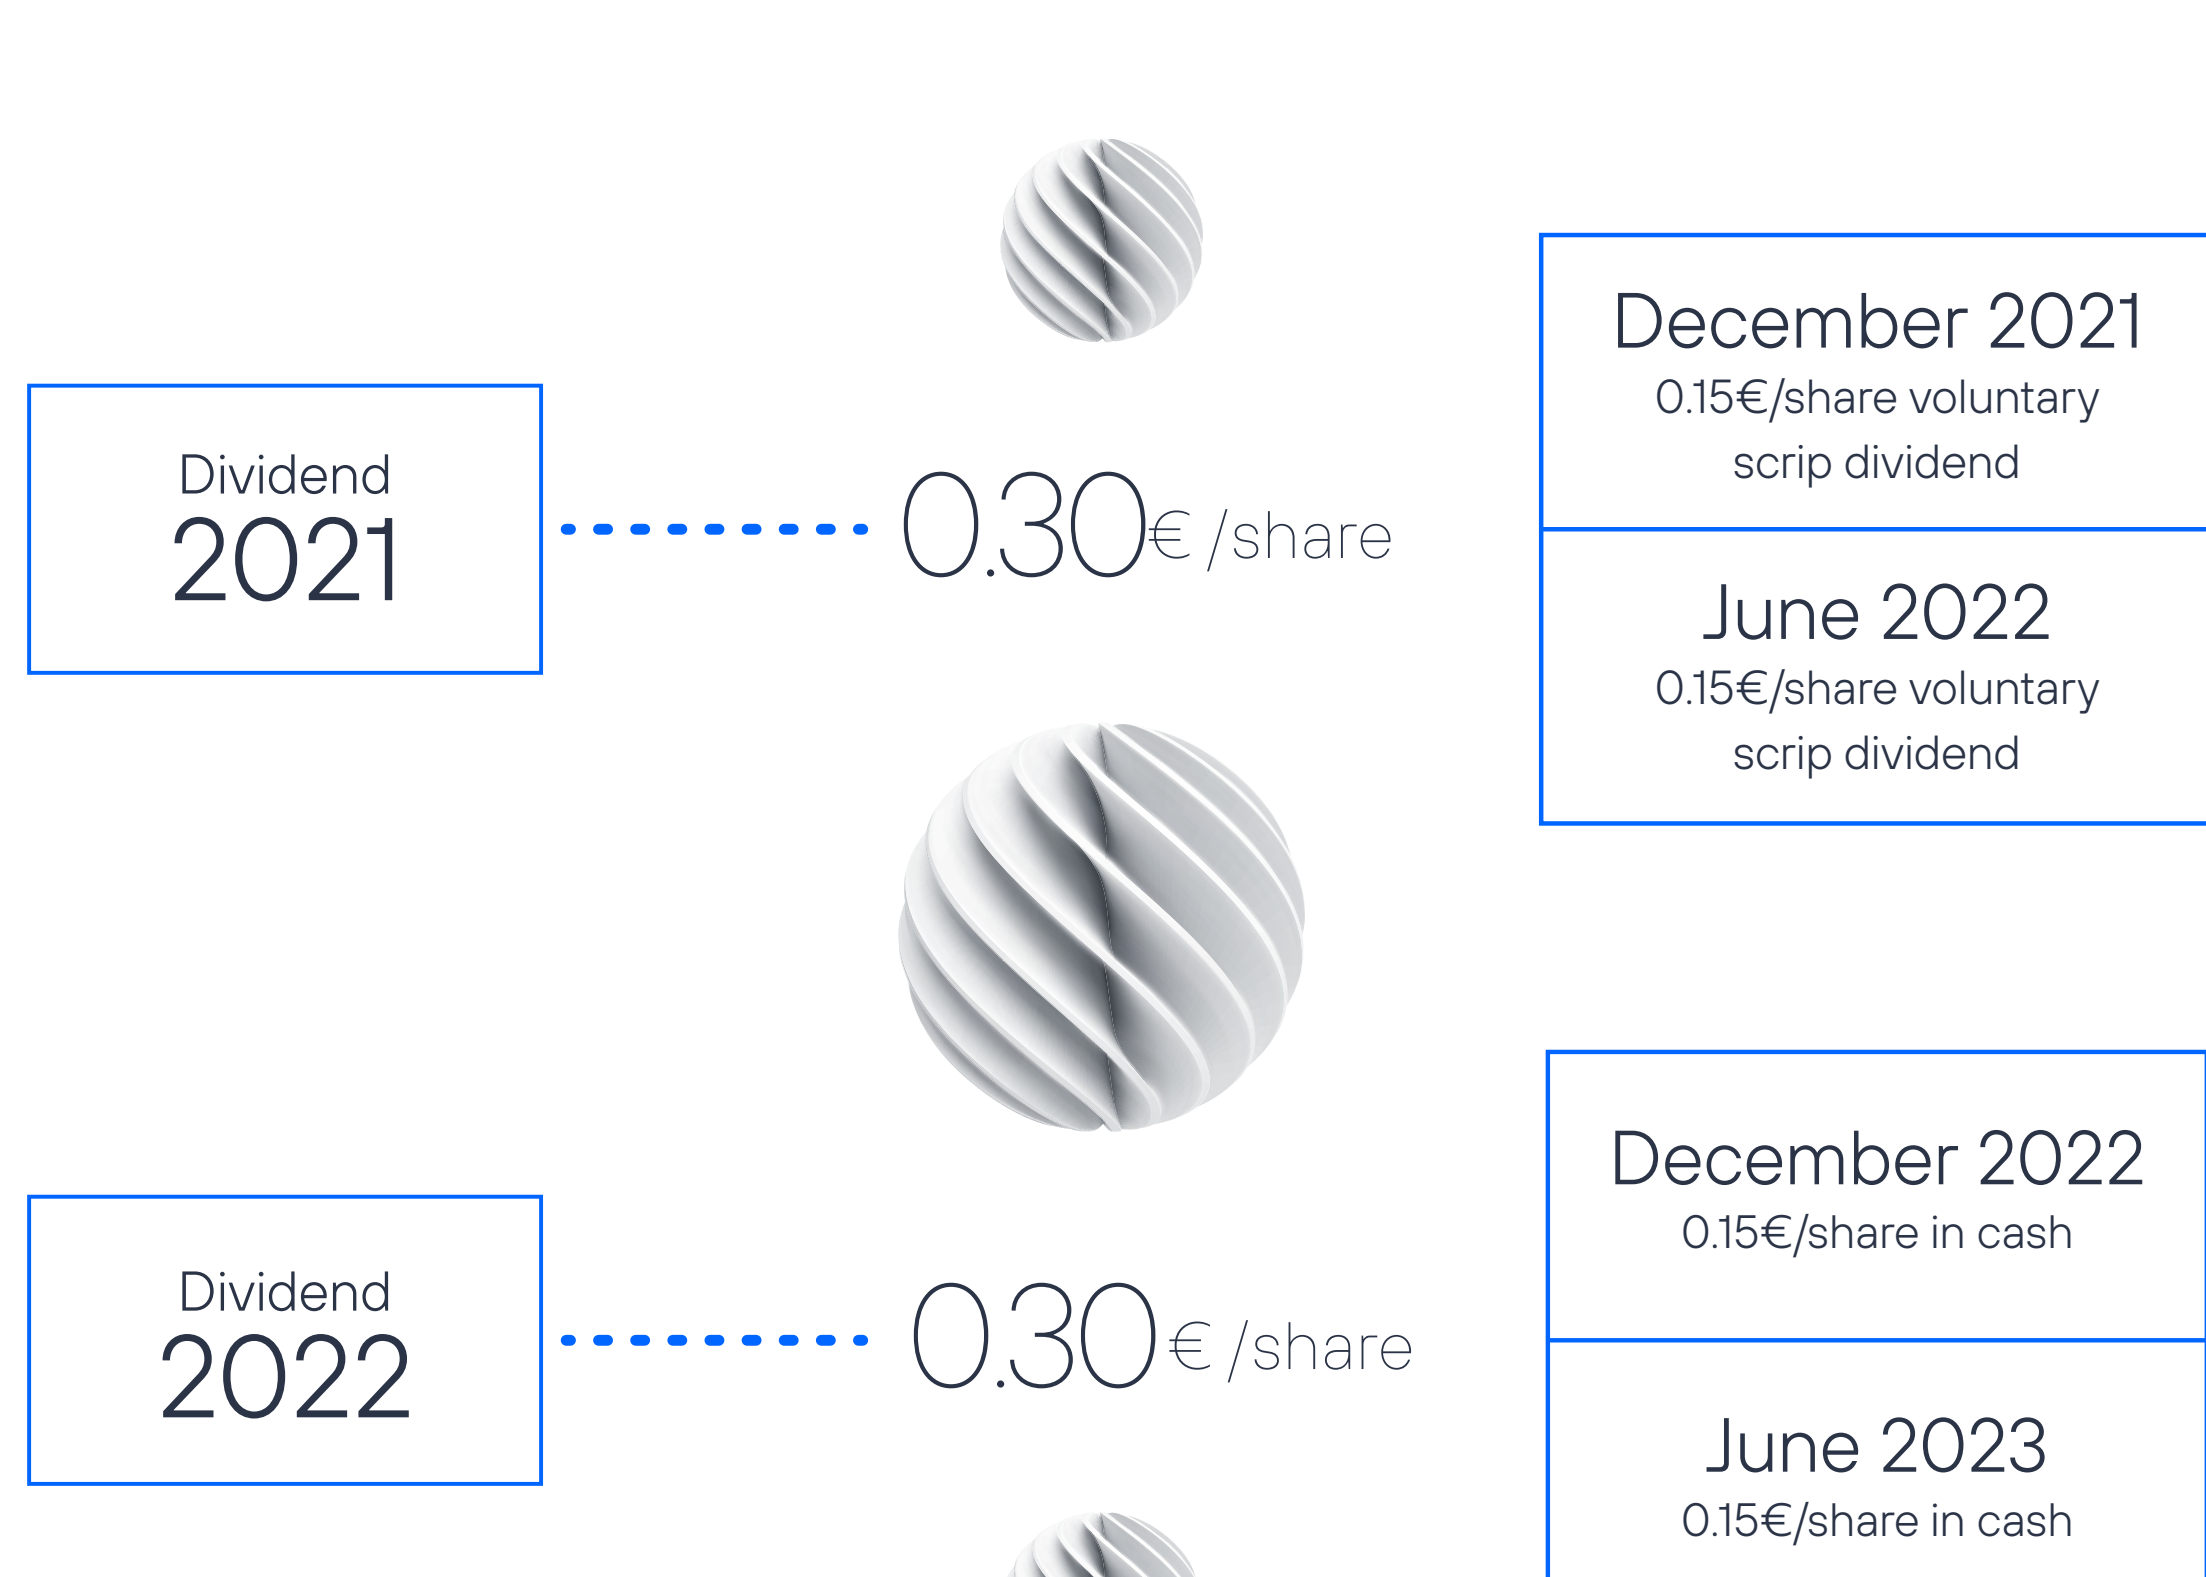 Dividend
2021
0.30€ /share
December 2021
0.15€/share voluntary
scrip dividend
June 2022
0.15€/share voluntary
scrip dividend
Dividend
2022
0.30€ /share
December 2022
0.15€/share in cash
June 2023
0.15€/share in cash